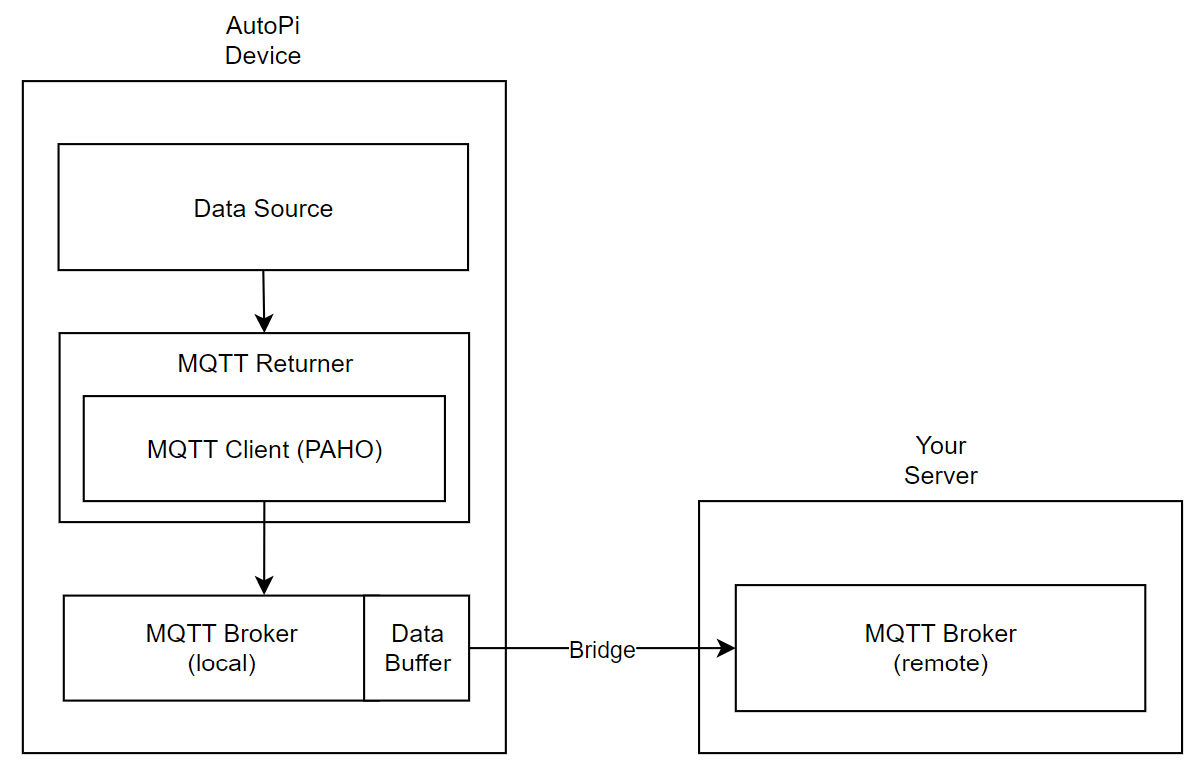 AutoPi
Device
Data Source
MQTT Returner
MQTT Client (PAHO)
MQTT Broker
(local)
Data
Buffer
Bridge
Your
Server
MQTT Broker
(remote)